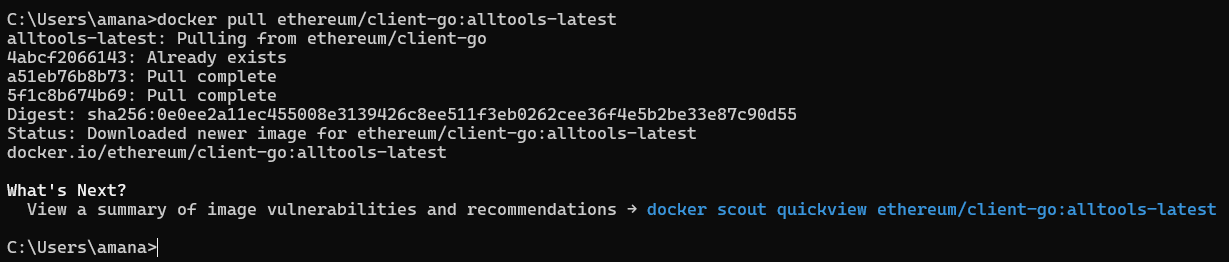 C:\Users\amana>docker pull ethereum/client-go:alltools-latest
alltools-latest: Pulling from ethereum/client-go
4abcf2066143: Already exists
a51eb76b8b73: Pull complete
5f1c8b674b69: Pull complete
Digest: sha256:0e0ee2a11ec455008e3139426c8ee511f3eb0262cee36f4e5b2be33e87c90d55
Status: Downloaded newer image for ethereum/client-go:alltools-latest
docker.io/ethereum/client-go:alltools-latest
What's Next?
View a summary of image vulnerabilities and recommendations → docker scout quickview ethereum/client-go:alltools-latest
C:\Users\amana>